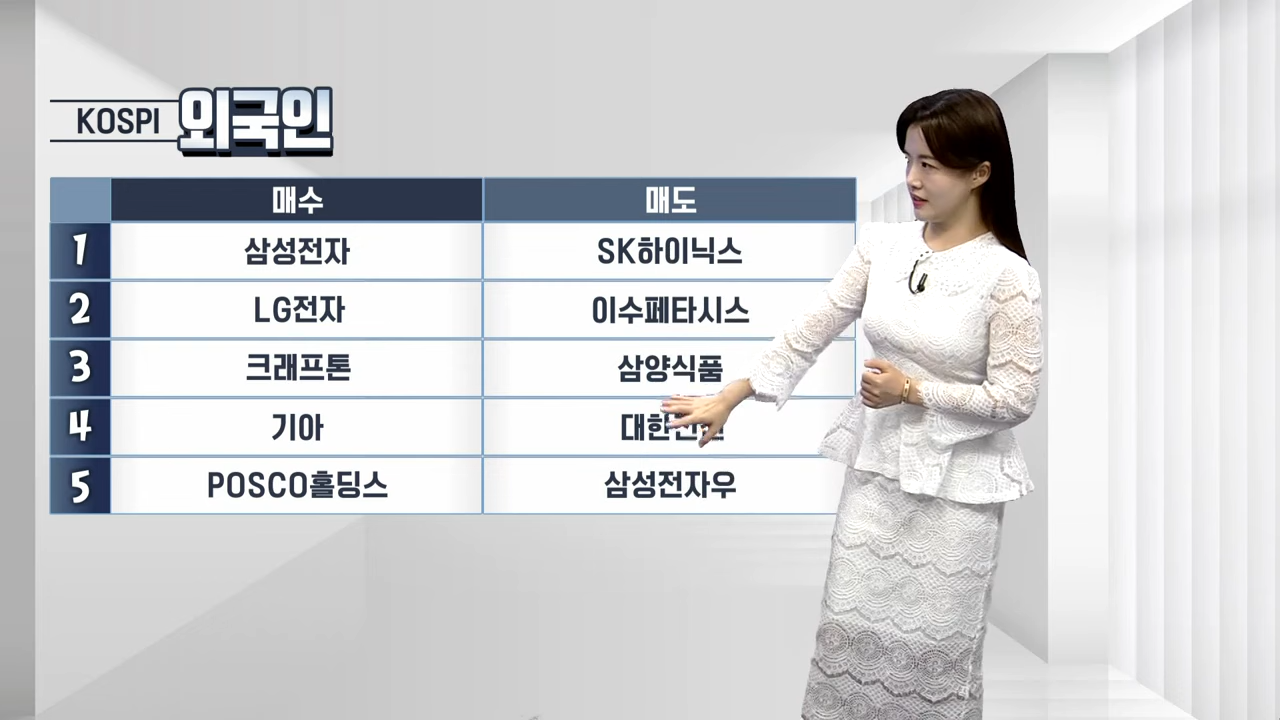 KOSPI 외국인
매수 매도
1 삼성전자 SK하이닉스
2 LG전자 이수페타시스
3 크래프톤 삼양식품
4 기아
5 POSCO홀딩스 삼성전자우